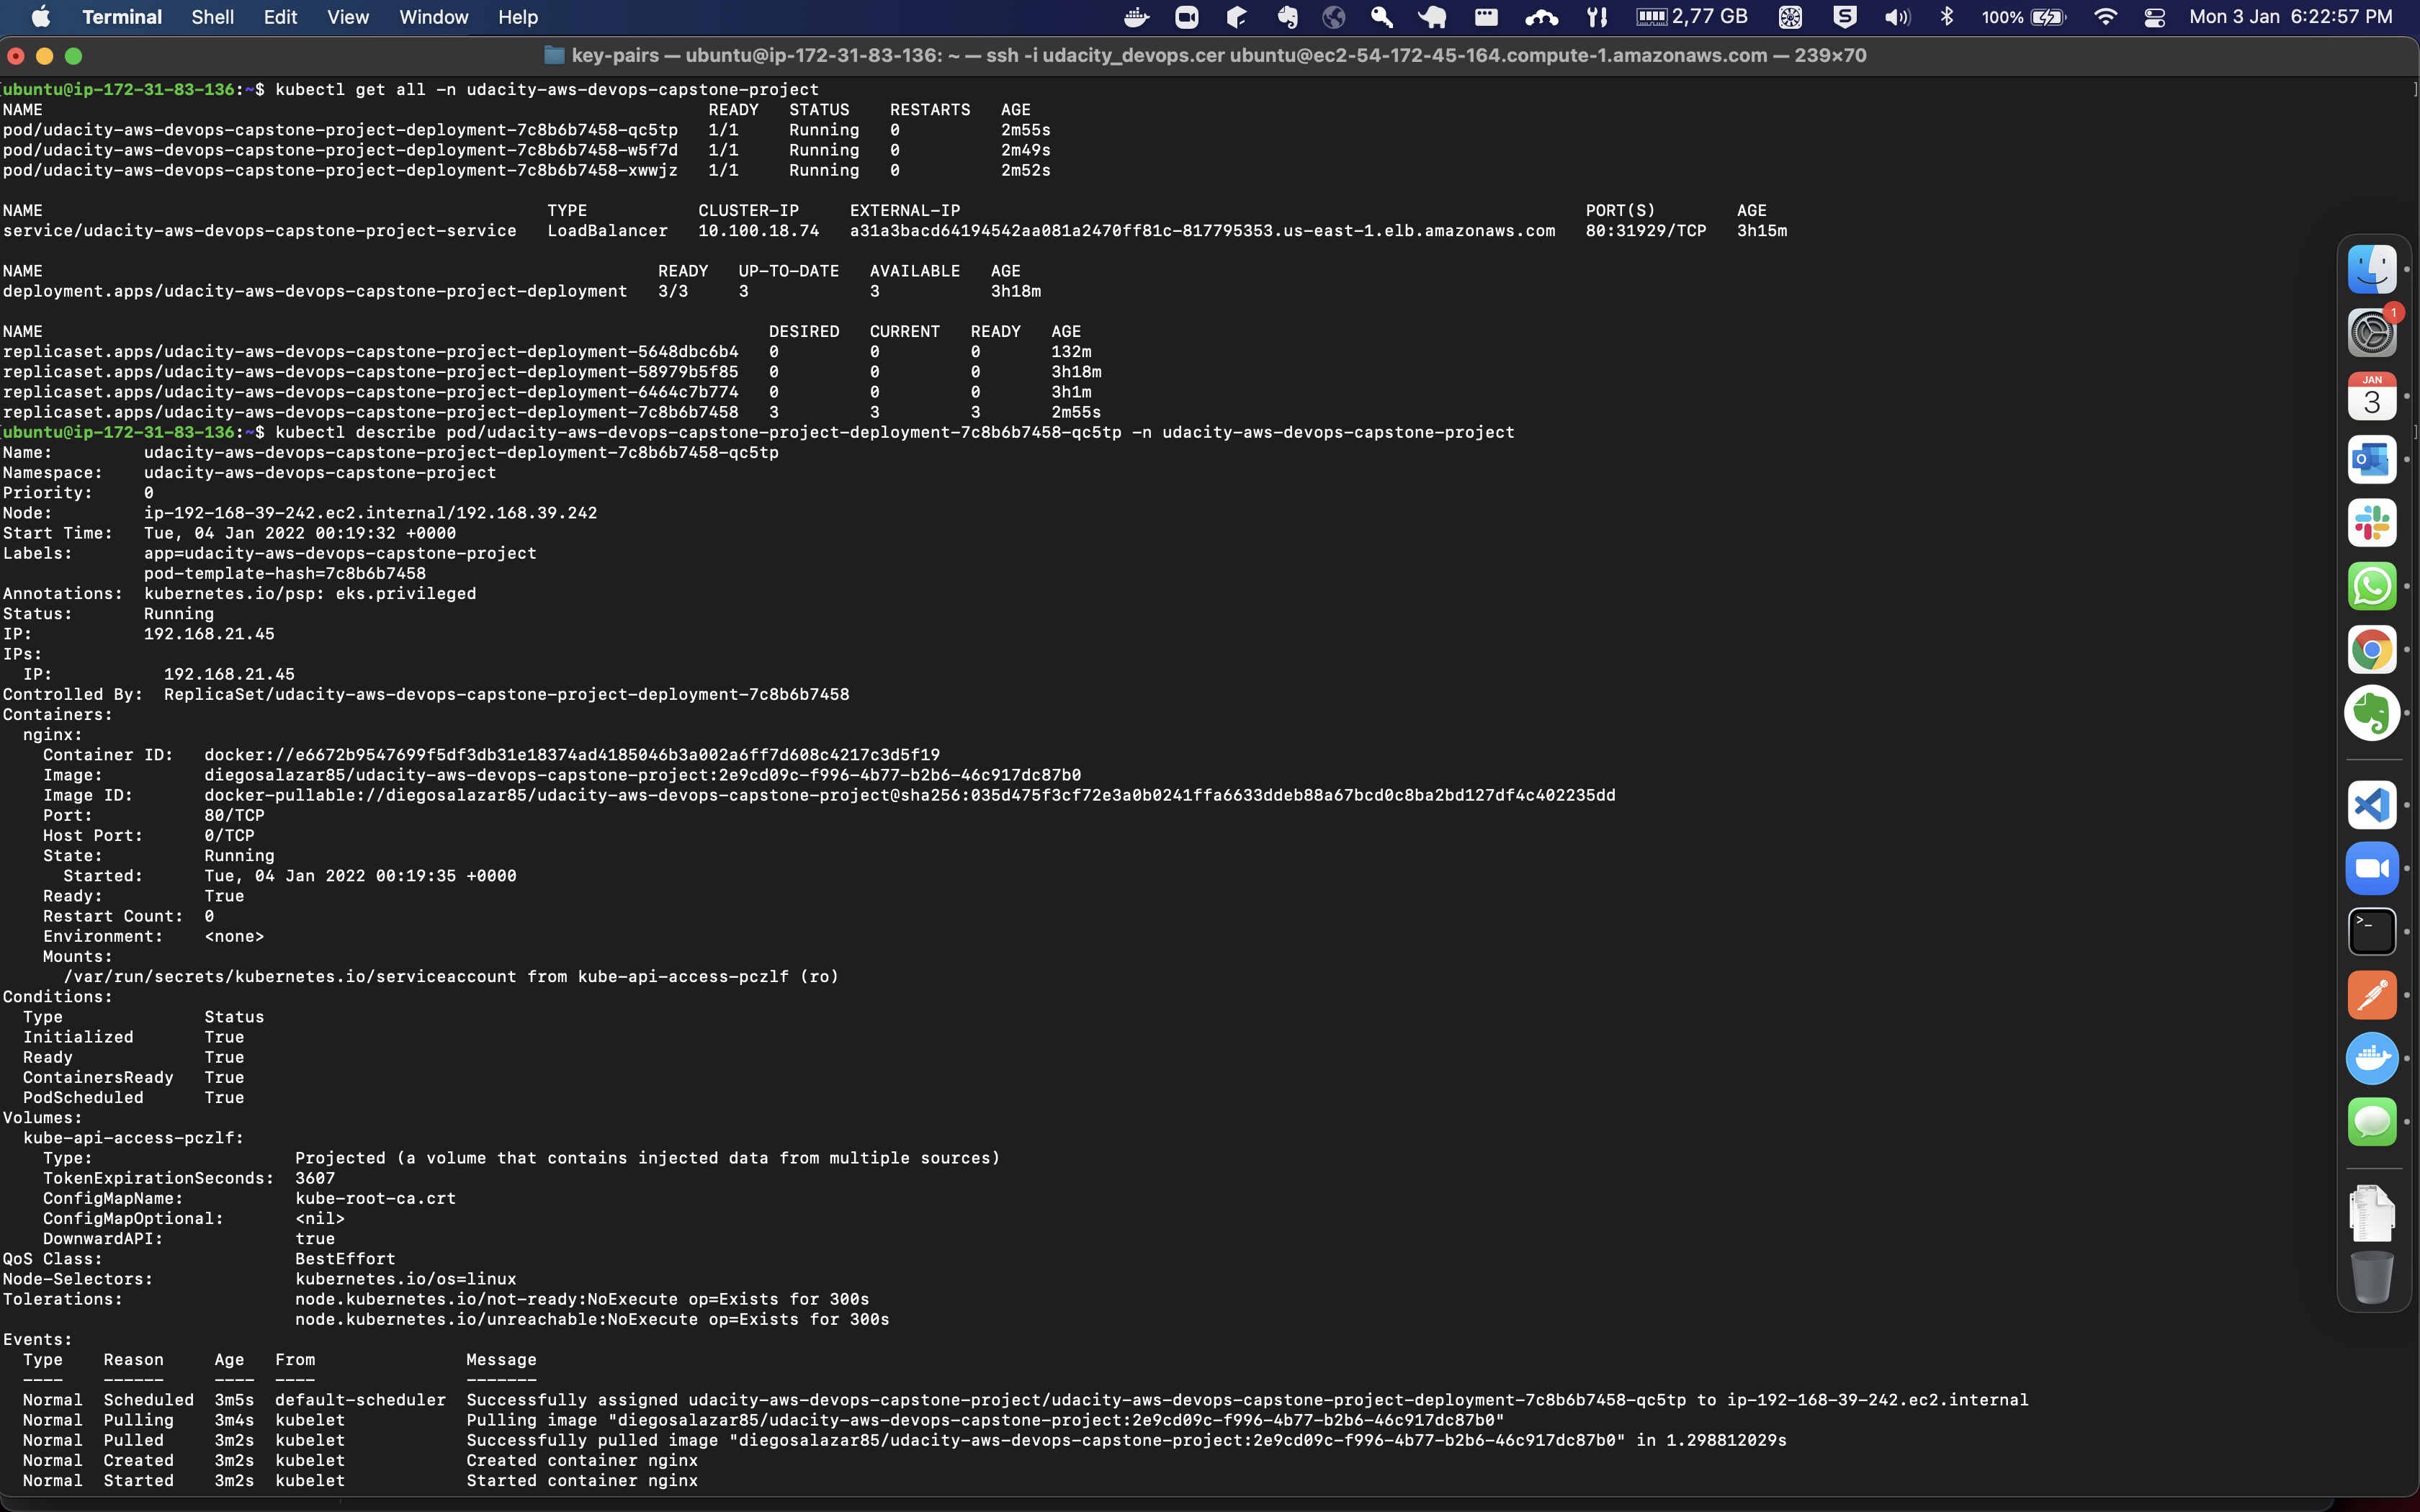 Terminal Shell Edit View Window Help 2,77 GB 100% Mon 3 Jan 6:22:57 PM
key-pairs — ubuntu@ip-172-31-83-136: ~ — ssh -i udacity_devops.cer ubuntu@ec2-54-172-45-164.compute-1.amazonaws.com — 239×70
[ubuntu@ip-172-31-83-136:~$ kubectl get all -n udacity-aws-devops-capstone-project ]
NAME READY STATUS RESTARTS AGE
pod/udacity-aws-devops-capstone-project-deployment-7c8b6b7458-qc5tp 1/1 Running 0 2m55s
pod/udacity-aws-devops-capstone-project-deployment-7c8b6b7458-w5f7d 1/1 Running 0 2m49s
pod/udacity-aws-devops-capstone-project-deployment-7c8b6b7458-xwwjz 1/1 Running 0 2m52s
NAME TYPE CLUSTER-IP EXTERNAL-IP PORT(S) AGE
service/udacity-aws-devops-capstone-project-service LoadBalancer 10.100.18.74 a31a3bacd64194542aa081a2470ff81c-817795353.us-east-1.elb.amazonaws.com 80:31929/TCP 3h15m
NAME READY UP-TO-DATE AVAILABLE AGE
deployment.apps/udacity-aws-devops-capstone-project-deployment 3/3 3 3 3h18m
NAME DESIRED CURRENT READY AGE
replicaset.apps/udacity-aws-devops-capstone-project-deployment-5648dbc6b4 0 0 0 132m
replicaset.apps/udacity-aws-devops-capstone-project-deployment-58979b5f85 0 0 0 3h18m
replicaset.apps/udacity-aws-devops-capstone-project-deployment-6464c7b774 0 0 0 3h1m
replicaset.apps/udacity-aws-devops-capstone-project-deployment-7c8b6b7458 3 3 3 2m55s
[ubuntu@ip-172-31-83-136:~$ kubectl describe pod/udacity-aws-devops-capstone-project-deployment-7c8b6b7458-qc5tp -n udacity-aws-devops-capstone-project ]
Name: udacity-aws-devops-capstone-project-deployment-7c8b6b7458-qc5tp
Namespace: udacity-aws-devops-capstone-project
Priority: 0
Node: ip-192-168-39-242.ec2.internal/192.168.39.242
Start Time: Tue, 04 Jan 2022 00:19:32 +0000
Labels: app=udacity-aws-devops-capstone-project
pod-template-hash=7c8b6b7458
Annotations: kubernetes.io/psp: eks.privileged
Status: Running
IP: 192.168.21.45
IPs:
IP: 192.168.21.45
Controlled By: ReplicaSet/udacity-aws-devops-capstone-project-deployment-7c8b6b7458
Containers:
nginx:
Container ID: docker://e6672b9547699f5df3db31e18374ad4185046b3a002a6ff7d608c4217c3d5f19
Image: diegosalazar85/udacity-aws-devops-capstone-project:2e9cd09c-f996-4b77-b2b6-46c917dc87b0
Image ID: docker-pullable://diegosalazar85/udacity-aws-devops-capstone-project@sha256:035d475f3cf72e3a0b0241ffa6633ddeb88a67bcd0c8ba2bd127df4c402235dd
Port: 80/TCP
Host Port: 0/TCP
State: Running
Started: Tue, 04 Jan 2022 00:19:35 +0000
Ready: True
Restart Count: 0
Environment: <none>
Mounts:
/var/run/secrets/kubernetes.io/serviceaccount from kube-api-access-pczlf (ro)
Conditions:
Type Status
Initialized True
Ready True
ContainersReady True
PodScheduled True
Volumes:
kube-api-access-pczlf:
Type: Projected (a volume that contains injected data from multiple sources)
TokenExpirationSeconds: 3607
ConfigMapName: kube-root-ca.crt
ConfigMapOptional: <nil>
DownwardAPI: true
QoS Class: BestEffort
Node-Selectors: kubernetes.io/os=linux
Tolerations: node.kubernetes.io/not-ready:NoExecute op=Exists for 300s
node.kubernetes.io/unreachable:NoExecute op=Exists for 300s
Events:
Type Reason Age From Message
---- ------ ---- ---- -------
Normal Scheduled 3m5s default-scheduler Successfully assigned udacity-aws-devops-capstone-project/udacity-aws-devops-capstone-project-deployment-7c8b6b7458-qc5tp to ip-192-168-39-242.ec2.internal
Normal Pulling 3m4s kubelet Pulling image "diegosalazar85/udacity-aws-devops-capstone-project:2e9cd09c-f996-4b77-b2b6-46c917dc87b0"
Normal Pulled 3m2s kubelet Successfully pulled image "diegosalazar85/udacity-aws-devops-capstone-project:2e9cd09c-f996-4b77-b2b6-46c917dc87b0" in 1.298812029s
Normal Created 3m2s kubelet Created container nginx
Normal Started 3m2s kubelet Started container nginx
1
JAN
3